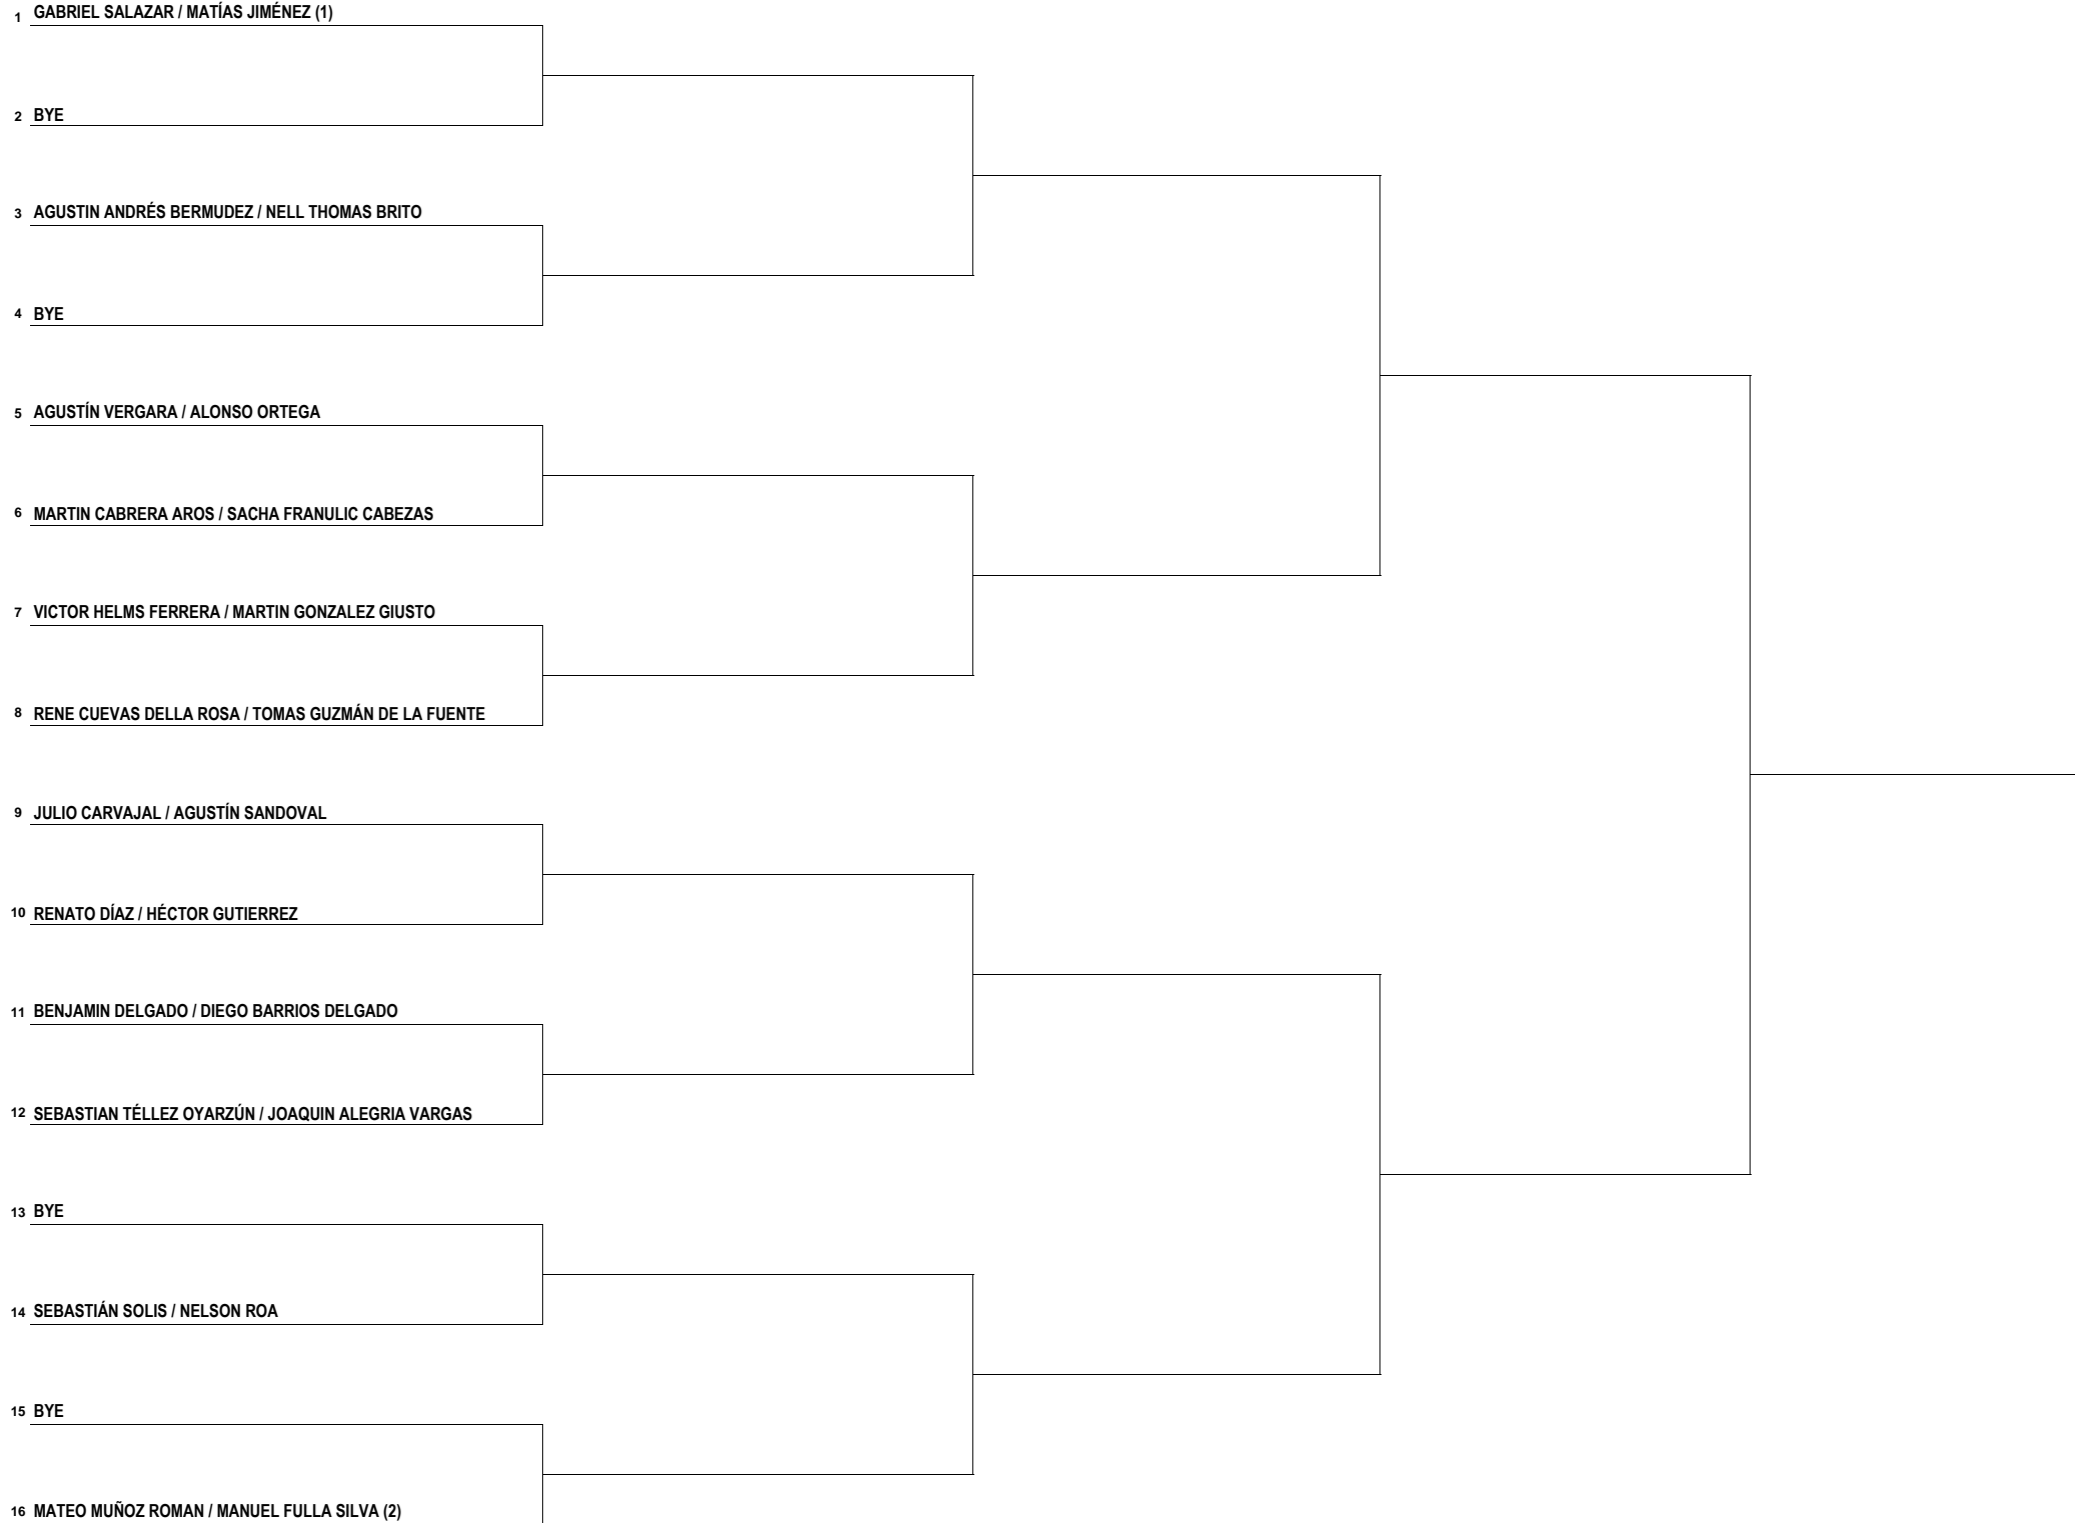 1 GABRIEL SALAZAR / MATÍAS JIMÉNEZ (1)
2 BYE
3 AGUSTIN ANDRÉS BERMUDEZ / NELL THOMAS BRITO
4 BYE
5 AGUSTÍN VERGARA / ALONSO ORTEGA
6 MARTIN CABRERA AROS / SACHA FRANULIC CABEZAS
7 VICTOR HELMS FERRERA / MARTIN GONZALEZ GIUSTO
8 RENE CUEVAS DELLA ROSA / TOMAS GUZMÁN DE LA FUENTE
9 JULIO CARVAJAL / AGUSTÍN SANDOVAL
10 RENATO DÍAZ / HÉCTOR GUTIERREZ
11 BENJAMIN DELGADO / DIEGO BARRIOS DELGADO
12 SEBASTIAN TÉLLEZ OYARZÚN / JOAQUIN ALEGRIA VARGAS
13 BYE
14 SEBASTIÁN SOLIS / NELSON ROA
15 BYE
16 MATEO MUÑOZ ROMAN / MANUEL FULLA SILVA (2)